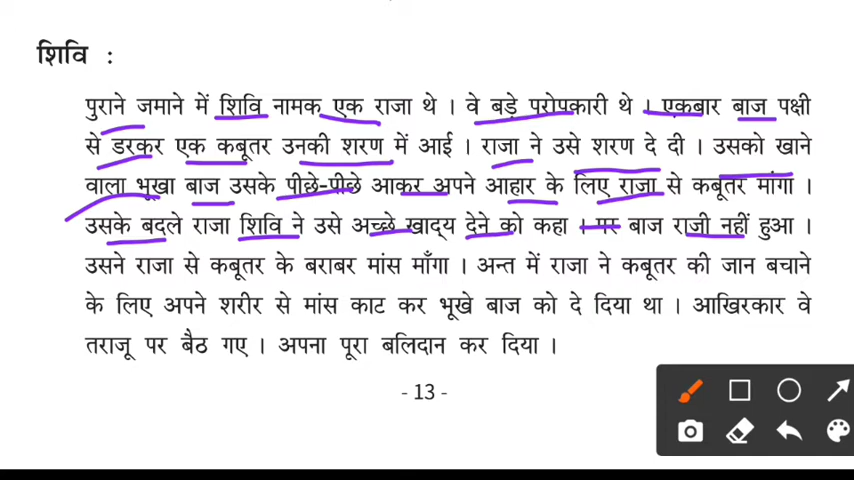 शिवि :
पुराने जमाने में शिवि नामक एक राजा थे । वे बड़े परोपकारी थे । एकबार बाज पक्षी
से डरकर एक कबूतर उनकी शरण में आई । राजा ने उसे शरण दे दी । उसको खाने
वाला भूखा बाज उसके पीछे-पीछे आकर अपने आहार के लिए राजा से कबूतर मांगा ।
उसके बदले राजा शिवि ने उसे अच्छे खाद्य देने को कहा । पर बाज राजी नहीं हुआ ।
उसने राजा से कबूतर के बराबर मांस माँगा । अन्त में राजा ने कबूतर की जान बचाने
के लिए अपने शरीर से मांस काट कर भूखे बाज को दे दिया था । आखिरकार वे
तराजू पर बैठ गए । अपना पूरा बलिदान कर दिया ।
- 13 -